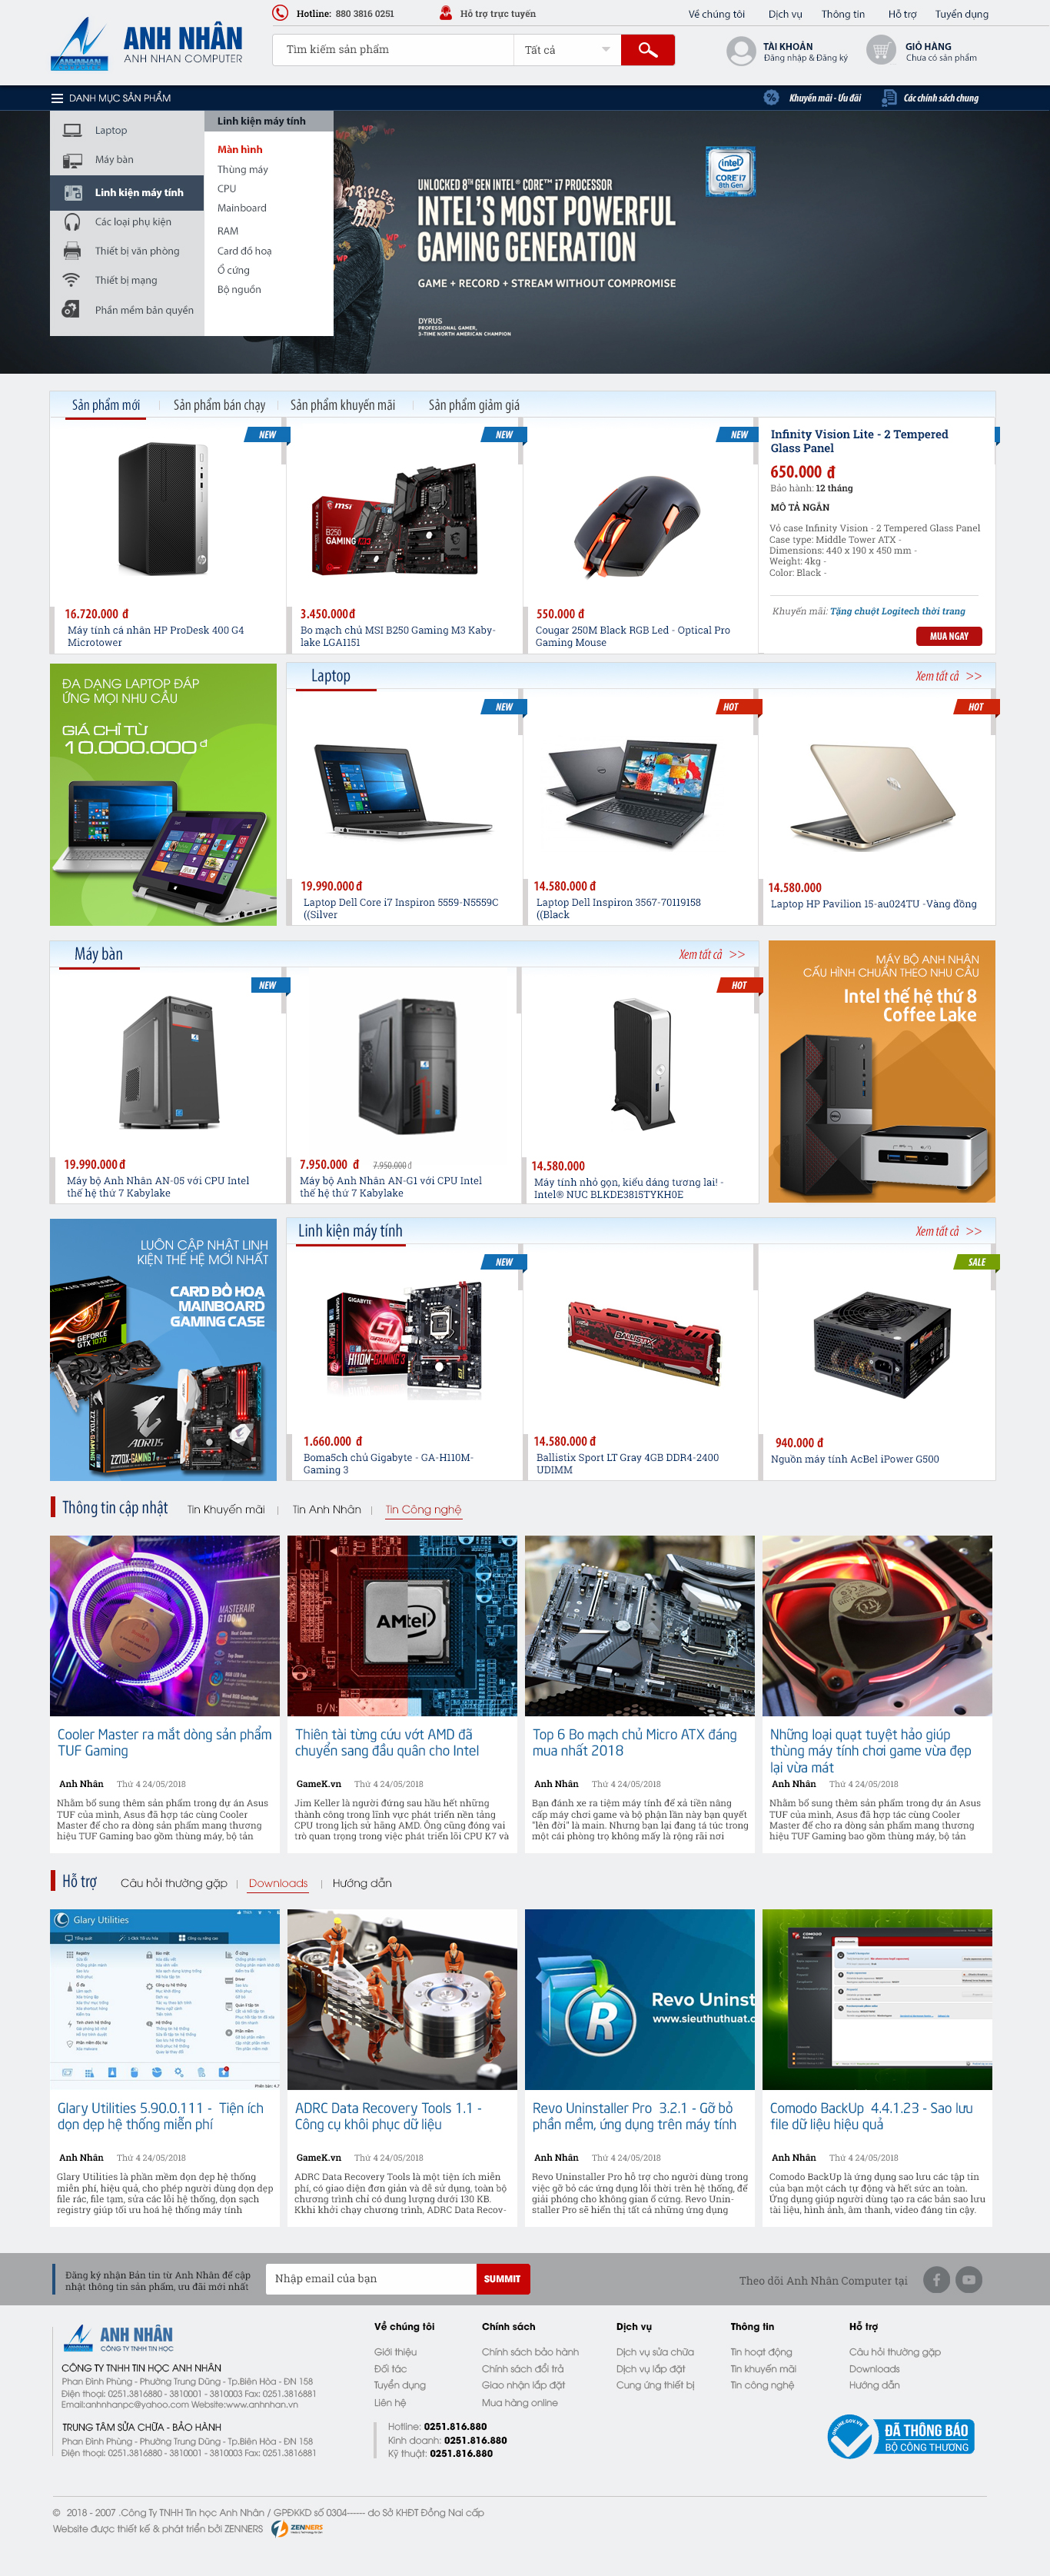 Hotline: 880 3816 0251
Hỗ trợ trực tuyến
Về chúng tôi
Dịch vụ
Thông tin
Hỗ trợ
Tuyển dụng
ANH NHÂN
ANH NHAN COMPUTER
Tìm kiếm sản phẩm
Tất cả
TÀI KHOẢN
Đăng nhập & Đăng ký
GIỎ HÀNG
Chưa có sản phẩm
DANH MỤC SẢN PHẨM
Khuyến mãi - Ưu đãi
Các chính sách chung
Laptop
Máy bàn
Linh kiện máy tính
Các loại phụ kiện
Thiết bị văn phòng
Thiết bị mạng
Phần mềm bản quyền
Linh kiện máy tính
Màn hình
Thùng máy
CPU
Mainboard
RAM
Card đồ hoạ
Ổ cứng
Bộ nguồn
UNLOCKED 8TH GEN INTEL® CORE™ i7 PROCESSOR
INTEL'S MOST POWERFUL
GAMING GENERATION
GAME + RECORD + STREAM WITHOUT COMPROMISE
DYRUS
PROFESSIONAL GAMER,
3-TIME NORTH AMERICAN CHAMPION
intel
CORE i7
8th Gen
Sản phẩm mới
Sản phẩm bán chạy
Sản phẩm khuyến mãi
Sản phẩm giảm giá
NEW
NEW
NEW
16.720.000 đ
Máy tính cá nhân HP ProDesk 400 G4
Microtower
3.450.000đ
Bo mạch chủ MSI B250 Gaming M3 Kaby-
lake LGA1151
550.000 đ
Cougar 250M Black RGB Led - Optical Pro
Gaming Mouse
Infinity Vision Lite - 2 Tempered
Glass Panel
650.000 đ
Bảo hành: 12 tháng
MÔ TẢ NGẮN
Vỏ case Infinity Vision - 2 Tempered Glass Panel
Case type: Middle Tower ATX -
Dimensions: 440 x 190 x 450 mm -
Weight: 4kg -
Color: Black -
Khuyến mãi: Tặng chuột Logitech thời trang
MUA NGAY
ĐA DẠNG LAPTOP ĐÁP
ỨNG MỌI NHU CẦU
GIÁ CHỈ TỪ
10.000.000 đ
Laptop
Xem tất cả >>
NEW
HOT
HOT
19.990.000đ
Laptop Dell Core i7 Inspiron 5559-N5559C
((Silver
14.580.000 đ
Laptop Dell Inspiron 3567-70119158
((Black
14.580.000
Laptop HP Pavilion 15-au024TU -Vàng đồng
Máy bàn
Xem tất cả >>
NEW
HOT
19.990.000đ
Máy bộ Anh Nhân AN-05 với CPU Intel
thế hệ thứ 7 Kabylake
7.950.000 đ
7.950.000 đ
Máy bộ Anh Nhân AN-G1 với CPU Intel
thế hệ thứ 7 Kabylake
14.580.000
Máy tính nhỏ gọn, kiểu dáng tương lai! -
Intel® NUC BLKDE3815TYKH0E
MÁY BỘ ANH NHÂN
CẤU HÌNH CHUẨN THEO NHU CẦU
Intel thế hệ thứ 8
Coffee Lake
LUÔN CẬP NHẬT LINH
KIỆN THẾ HỆ MỚI NHẤT
CARD ĐỒ HOẠ
MAINBOARD
GAMING CASE
Linh kiện máy tính
Xem tất cả >>
NEW
SALE
1.660.000 đ
Boma5ch chủ Gigabyte - GA-H110M-
Gaming 3
14.580.000 đ
Ballistix Sport LT Gray 4GB DDR4-2400
UDIMM
940.000 đ
Nguồn máy tính AcBel iPower G500
Thông tin cập nhật
Tin Khuyến mãi
Tin Anh Nhân
Tin Công nghệ
Cooler Master ra mắt dòng sản phẩm
TUF Gaming
Anh Nhân Thứ 4 24/05/2018
Nhằm bổ sung thêm sản phẩm trong dự án Asus
TUF của mình, Asus đã hợp tác cùng Cooler
Master để cho ra dòng sản phẩm mang thương
hiệu TUF Gaming bao gồm thùng máy, bộ tản
Thiên tài từng cứu vớt AMD đã
chuyển sang đầu quân cho Intel
GameK.vn Thứ 4 24/05/2018
Jim Keller là người đứng sau hầu hết những
thành công trong lĩnh vực phát triển nền tảng
CPU trong lịch sử hãng AMD. Ông cũng đóng vai
trò quan trọng trong việc phát triển lõi CPU K7 và
Top 6 Bo mạch chủ Micro ATX đáng
mua nhất 2018
Anh Nhân Thứ 4 24/05/2018
Bạn đánh xe ra tiệm máy tính để xả tiền nâng
cấp máy chơi game và bộ phận lần này bạn quyết
"lên đời" là main. Nhưng bạn lại đang tá túc trong
một cái phòng trọ không mấy là rộng rãi nơi
Những loại quạt tuyệt hảo giúp
thùng máy tính chơi game vừa đẹp
lại vừa mát
Anh Nhân Thứ 4 24/05/2018
Nhằm bổ sung thêm sản phẩm trong dự án Asus
TUF của mình, Asus đã hợp tác cùng Cooler
Master để cho ra dòng sản phẩm mang thương
hiệu TUF Gaming bao gồm thùng máy, bộ tản
Hỗ trợ
Câu hỏi thường gặp
Downloads
Hướng dẫn
Glary Utilities
Revo Uninst
www.sieuthuthuat.c
Glary Utilities 5.90.0.111 - Tiện ích
dọn dẹp hệ thống miễn phí
Anh Nhân Thứ 4 24/05/2018
Glary Utilities là phần mềm dọn dẹp hệ thống
miễn phí, hiệu quả, cho phép người dùng dọn dẹp
file rác, file tạm, sửa các lỗi hệ thống, dọn sạch
registry giúp tối ưu hoá hệ thống máy tính
ADRC Data Recovery Tools 1.1 -
Công cụ khôi phục dữ liệu
GameK.vn Thứ 4 24/05/2018
ADRC Data Recovery Tools là một tiện ích miễn
phí, có giao diện đơn giản và dễ sử dụng, toàn bộ
chương trình chỉ có dung lượng dưới 130 KB.
Kkhi khởi chạy chương trình, ADRC Data Recov-
Revo Uninstaller Pro 3.2.1 - Gỡ bỏ
phần mềm, ứng dụng trên máy tính
Anh Nhân Thứ 4 24/05/2018
Revo Uninstaller Pro hỗ trợ cho người dùng trong
việc gỡ bỏ các ứng dụng lỗi thời trên hệ thống, để
giải phóng cho không gian ổ cứng. Revo Unin-
staller Pro sẽ hiển thị tất cả những ứng dụng
Comodo BackUp 4.4.1.23 - Sao lưu
file dữ liệu hiệu quả
Anh Nhân Thứ 4 24/05/2018
Comodo BackUp là ứng dụng sao lưu các tập tin
của bạn một cách tự động và hết sức an toàn.
Ứng dụng giúp người dùng tạo ra các bản sao lưu
tài liệu, hình ảnh, âm thanh, video đáng tin cậy.
Đăng ký nhận Bản tin từ Anh Nhân để cập
nhật thông tin sản phẩm, ưu đãi mới nhất
Nhập email của bạn
SUMMIT
Theo dõi Anh Nhân Computer tại
ANH NHÂN
CÔNG TY TNHH TIN HỌC
CÔNG TY TNHH TIN HỌC ANH NHÂN
Phan Đình Phùng - Phường Trung Dũng - Tp.Biên Hòa - ĐN 158
Điện thoại: 0251.3816880 - 3810001 - 3810003 Fax: 0251.3816881
Email:anhnhanpc@yahoo.com Website:www.anhnhan.vn
TRUNG TÂM SỬA CHỮA - BẢO HÀNH
Phan Đình Phùng - Phường Trung Dũng - Tp.Biên Hòa - ĐN 158
Điện thoại: 0251.3816880 - 3810001 - 3810003 Fax: 0251.3816881
Về chúng tôi
Giới thiệu
Đối tác
Tuyển dụng
Liên hệ
Chính sách
Chính sách bảo hành
Chính sách đổi trả
Giao nhận lắp đặt
Mua hàng online
Dịch vụ
Dịch vụ sửa chữa
Dịch vụ lắp đặt
Cung ứng thiết bị
Thông tin
Tin hoạt động
Tin khuyến mãi
Tin công nghệ
Hỗ trợ
Câu hỏi thường gặp
Downloads
Hướng dẫn
Hotline: 0251.816.880
Kinh doanh: 0251.816.880
Kỹ thuật: 0251.816.880
ONLINE.GOV.VN
ĐÃ THÔNG BÁO
BỘ CÔNG THƯƠNG
© 2018 - 2007 .Công Ty TNHH Tin học Anh Nhân / GPĐKKD số 0304------ do Sở KHĐT Đồng Nai cấp
Website được thiết kế & phát triển bởi ZENNERS
ZENNERS